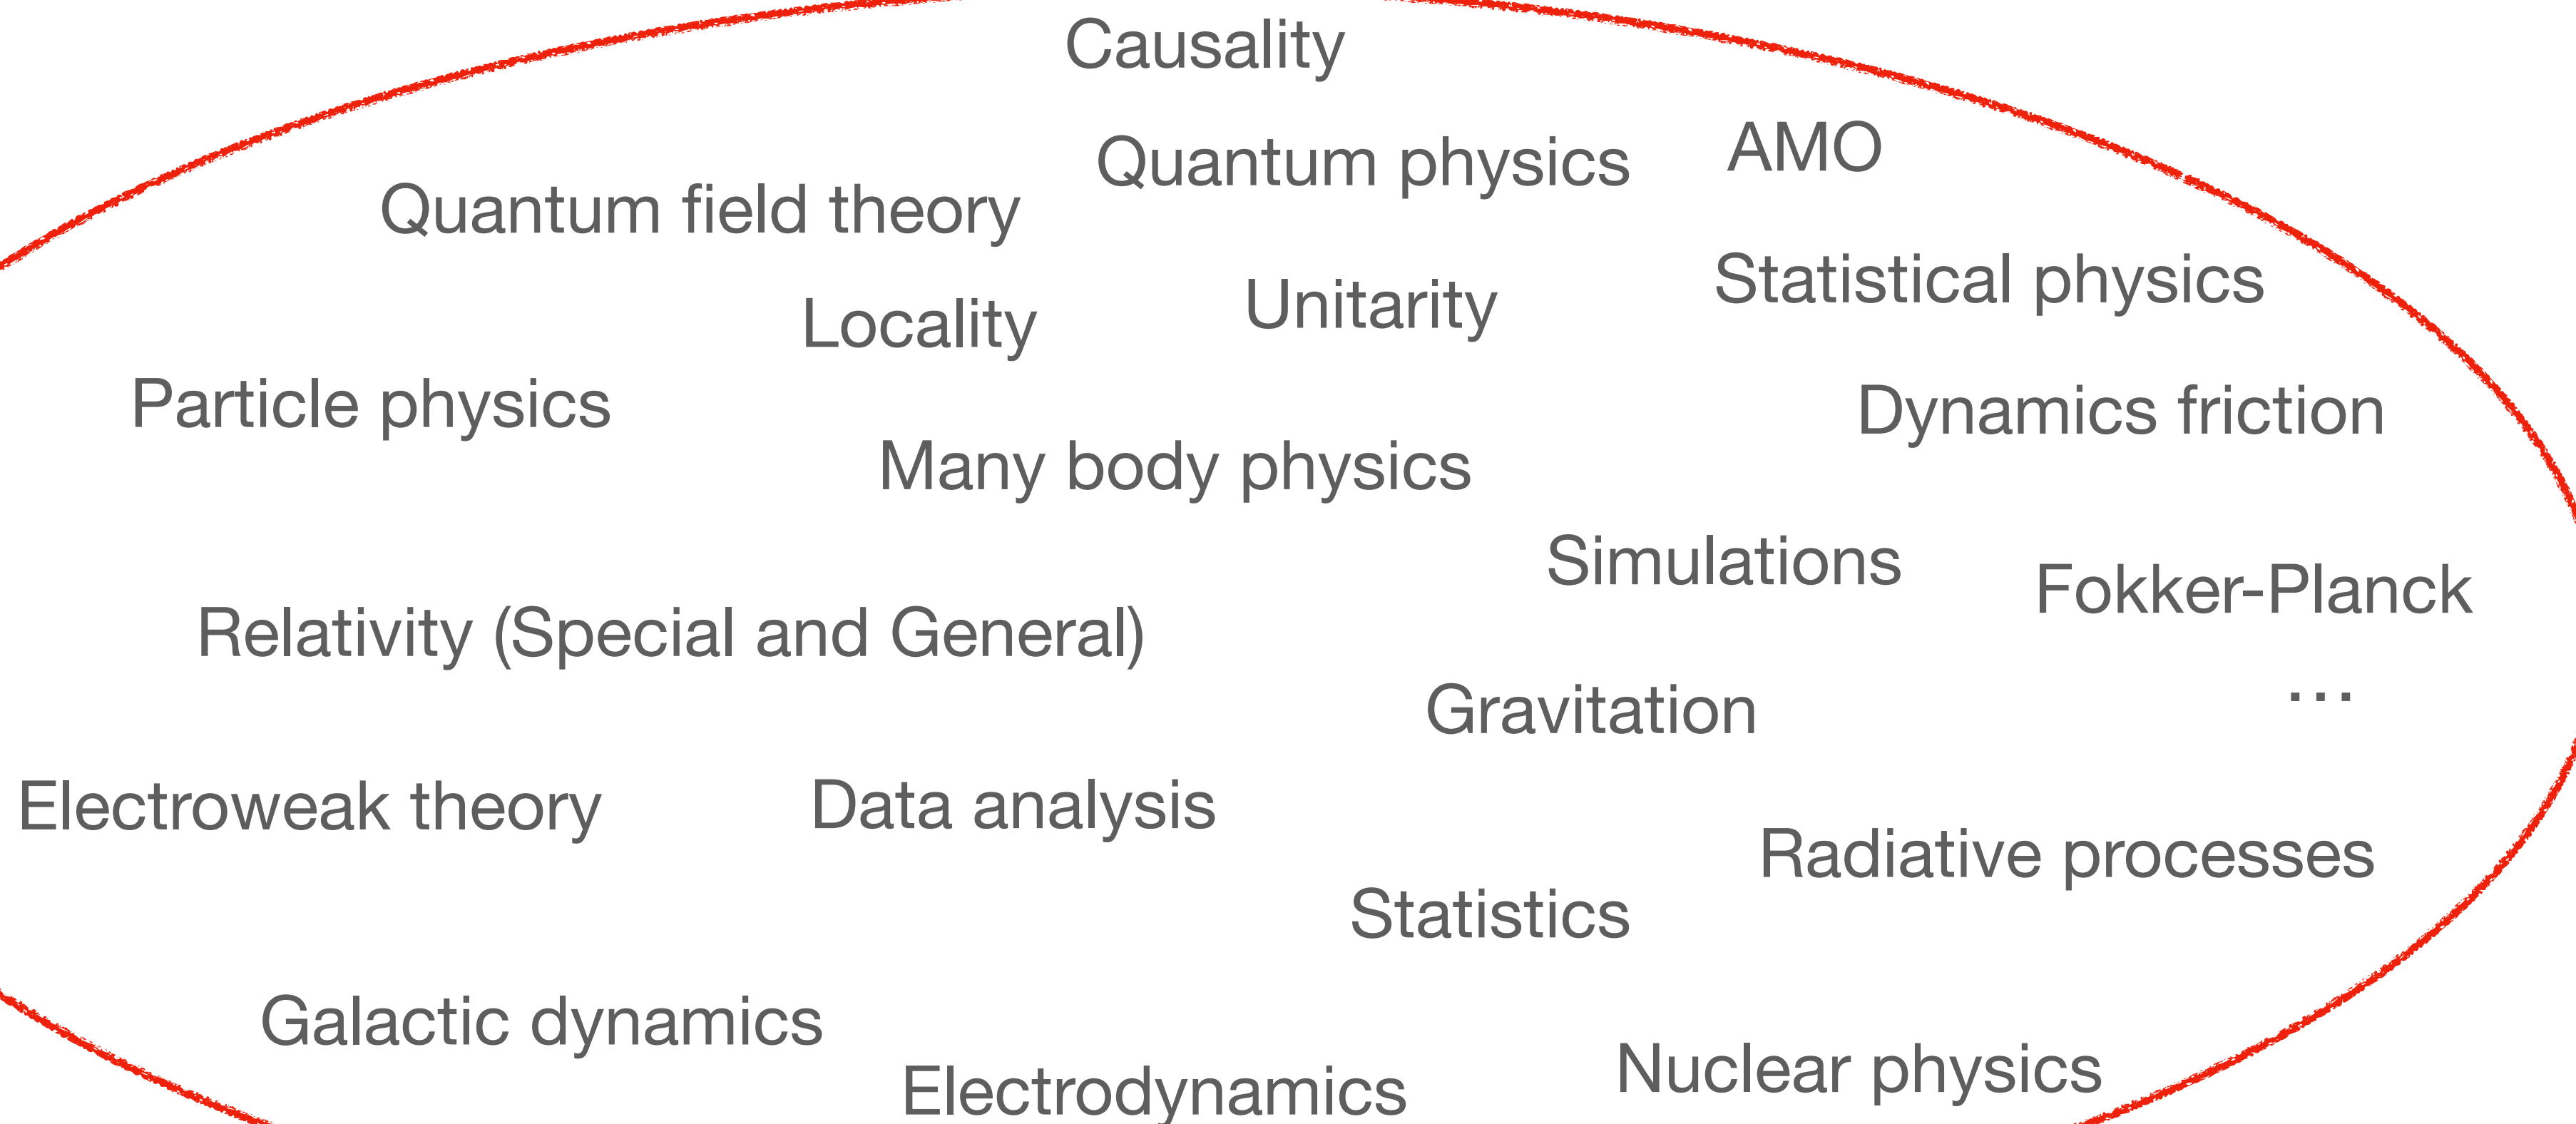 Causality
AMO
Quantum physics
Quantum field theory
Statistical physics
Unitarity
Locality
Particle physics
Dynamics friction
Many body physics
Simulations
Fokker-Planck
Relativity (Special and General)
…
Gravitation
Electroweak theory
Data analysis
Radiative processes
Statistics
Galactic dynamics
Nuclear physics
Electrodynamics